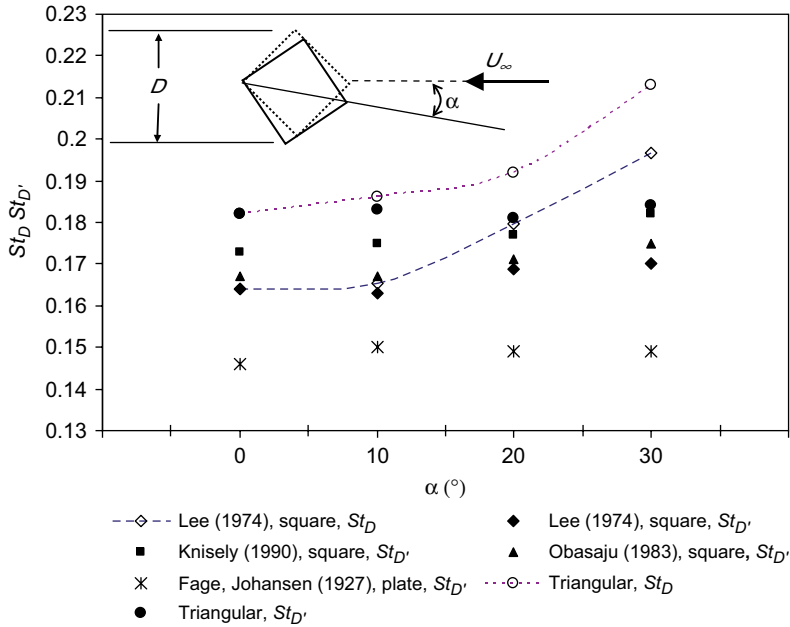 0.23
0.22
0.21
0.2
0.19
0.18
0.17
0.16
0.15
0.14
0.13
St_D St_D'
D
U∞
α
0 10 20 30
α (°)
Lee (1974), square, St_D
Lee (1974), square, St_D'
Knisely (1990), square, St_D'
Obasaju (1983), square, St_D'
Fage, Johansen (1927), plate, St_D'
Triangular, St_D
Triangular, St_D'